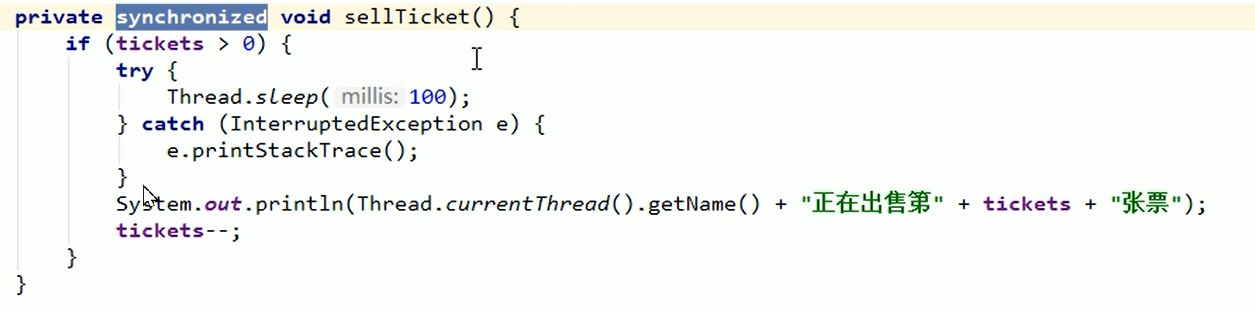 private synchronized void sellTicket() {
if (tickets > 0) {
try {
Thread.sleep( millis: 100);
} catch (InterruptedException e) {
e.printStackTrace();
}
System.out.println(Thread.currentThread().getName() + "正在出售第" + tickets + "张票");
tickets--;
}
}